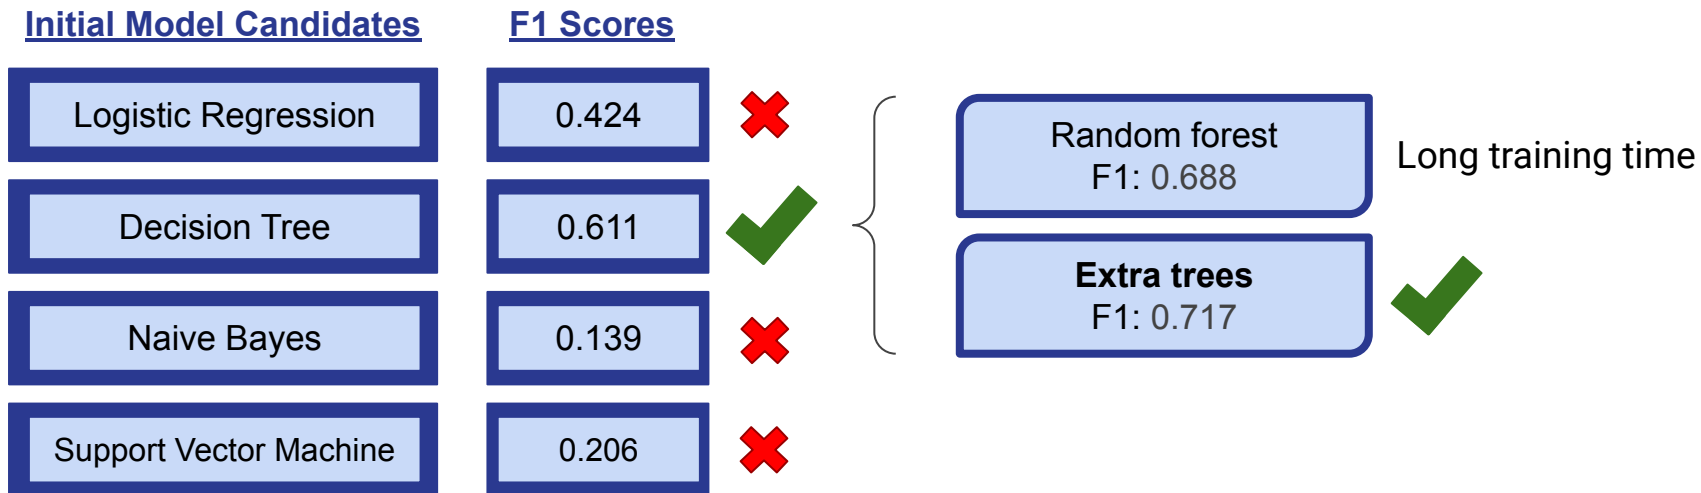 Initial Model Candidates
F1 Scores
Logistic Regression
0.424
Decision Tree
0.611
Naive Bayes
0.139
Support Vector Machine
0.206
Random forest
F1: 0.688
Long training time
Extra trees
F1: 0.717